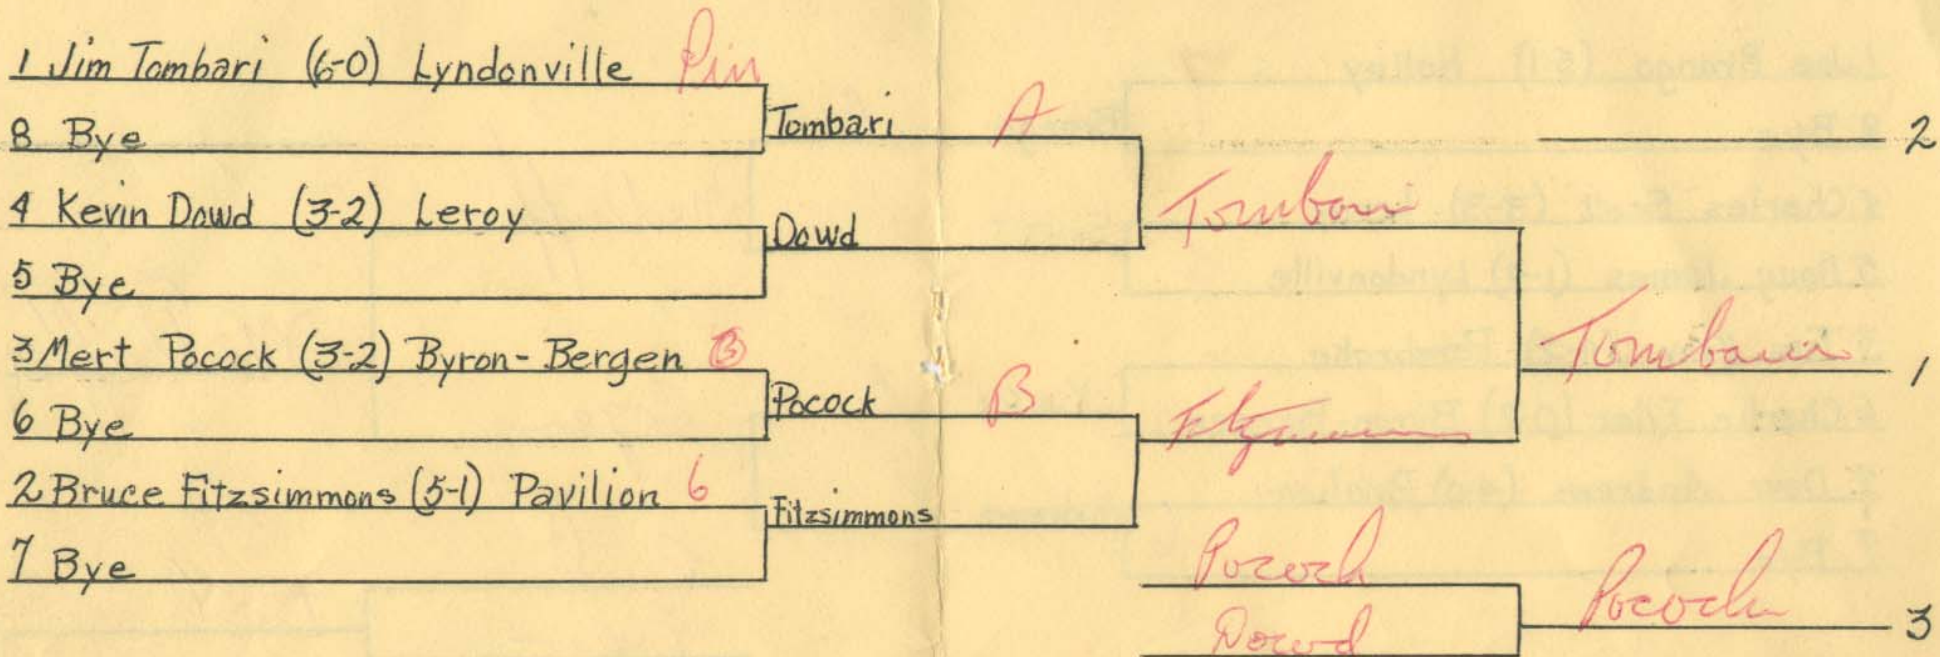 1 Jim Tombari (6-0) Lyndonville Pin
8 Bye
4 Kevin Dowd (3-2) Leroy
5 Bye
3 Mert Pocock (3-2) Byron-Bergen B
6 Bye
2 Bruce Fitzsimmons (5-1) Pavilion 6
7 Bye
Tombari A
Dowd
Pocock B
Fitzsimmons
Tombari
Pocock
Dowd
2
Tombari 1
Pocock 3